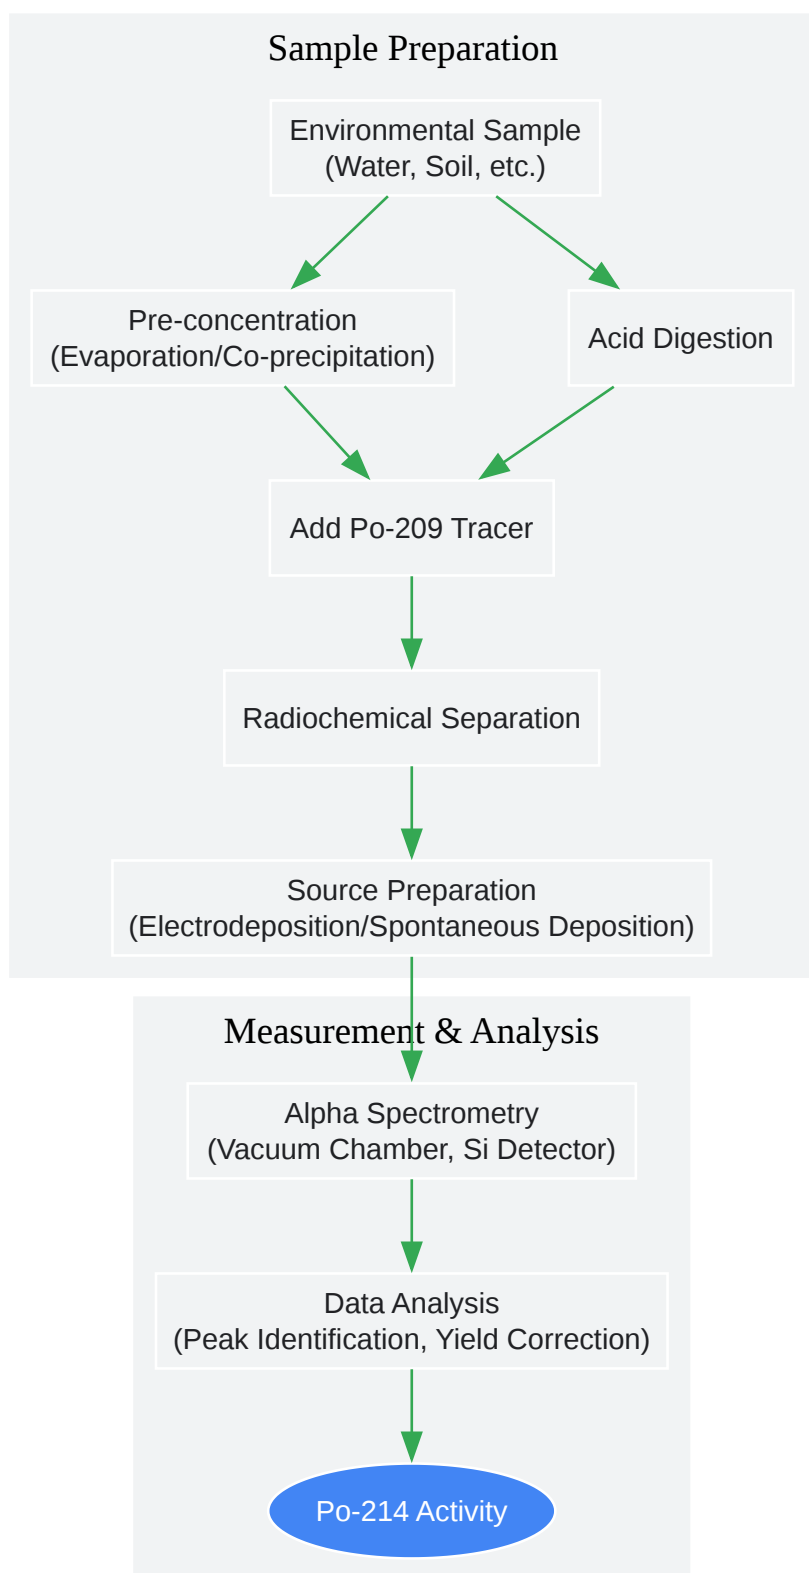 Sample Preparation
Environmental Sample
(Water, Soil, etc.)
Pre-concentration
(Evaporation/Co-precipitation)
Acid Digestion
Add Po-209 Tracer
Radiochemical Separation
Source Preparation
(Electrodeposition/Spontaneous Deposition)
Measurement & Analysis
Alpha Spectrometry
(Vacuum Chamber, Si Detector)
Data Analysis
(Peak Identification, Yield Correction)
Po-214 Activity